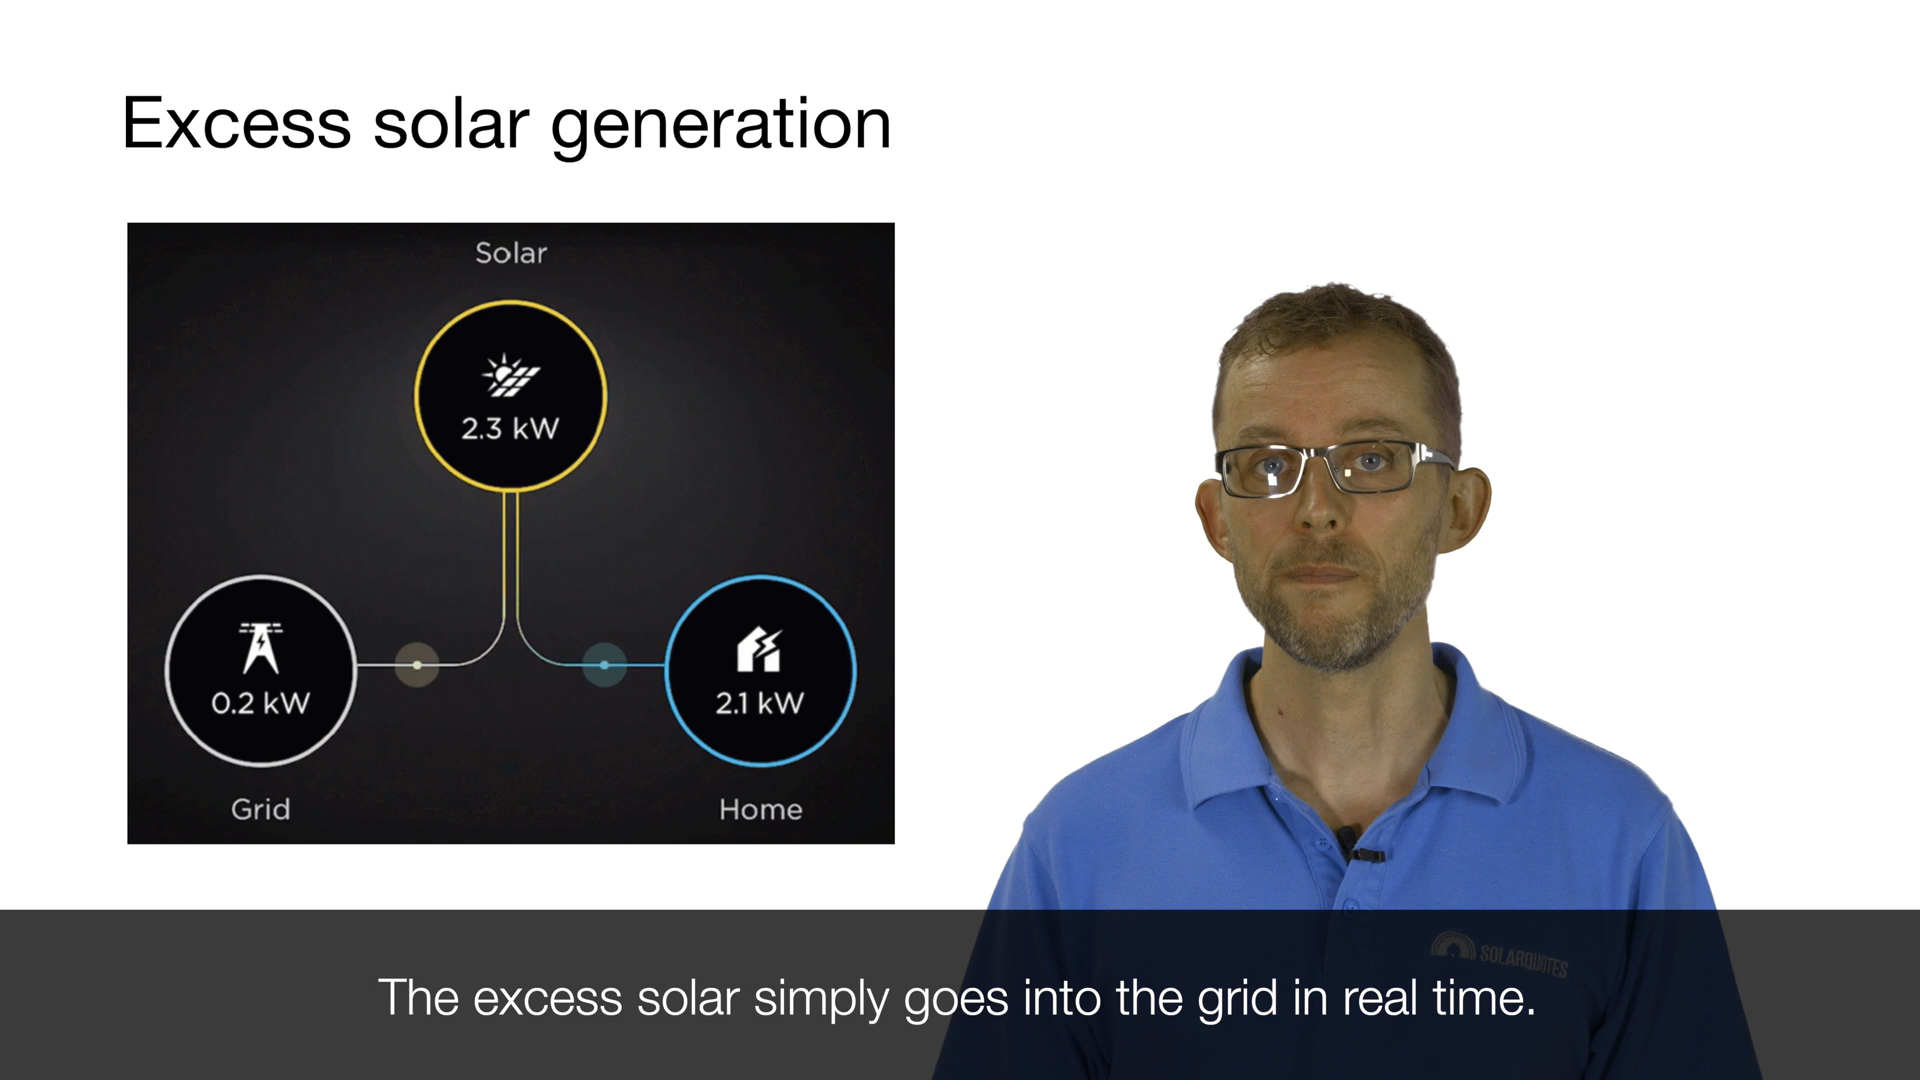 Excess solar generation
Solar
2.3 kW
0.2 kW
2.1 kW
Grid
Home
SOLARQUOTES
The excess solar simply goes into the grid in real time.